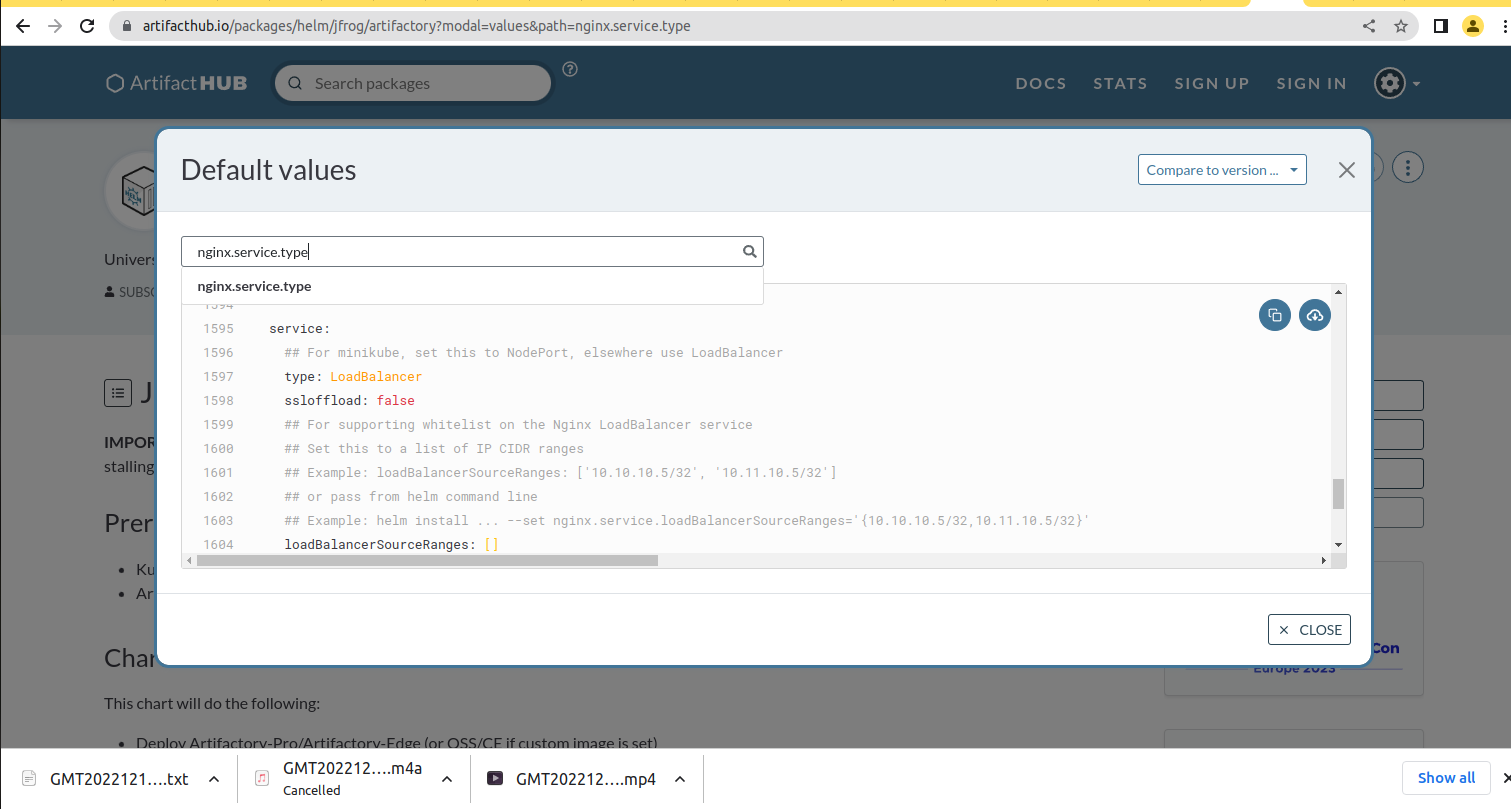 artifacthub.io/packages/helm/jfrog/artifactory?modal=values&path=nginx.service.type
ArtifactHUB
Search packages
?
DOCS STATS SIGN UP SIGN IN
Default values
Compare to version ...
nginx.service.type
nginx.service.type
1594
1595 service:
1596 ## For minikube, set this to NodePort, elsewhere use LoadBalancer
1597 type: LoadBalancer
1598 ssloffload: false
1599 ## For supporting whitelist on the Nginx LoadBalancer service
1600 ## Set this to a list of IP CIDR ranges
1601 ## Example: loadBalancerSourceRanges: ['10.10.10.5/32', '10.11.10.5/32']
1602 ## or pass from helm command line
1603 ## Example: helm install ... --set nginx.service.loadBalancerSourceRanges='{10.10.10.5/32,10.11.10.5/32}'
1604 loadBalancerSourceRanges: []
CLOSE
HELM
Univers
SUBSC
J
IMPOR
stalling
Prer
Ku
Ar
Char
This chart will do the following:
Deploy Artifactory-Pro/Artifactory-Edge (or OSS/CE if custom image is set)
Con
Europe 2023
GMT2022121....txt
GMT202212....m4a
Cancelled
GMT202212....mp4
Show all